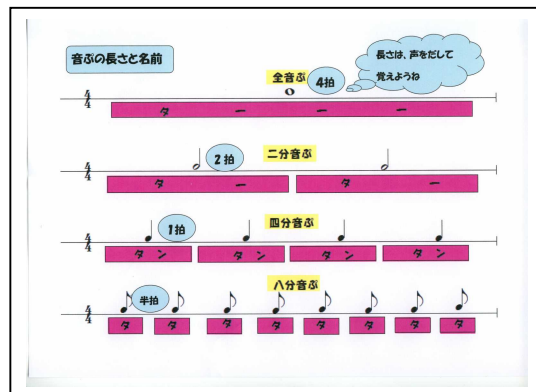 音ぷの長さと名前
長さは、声をだして
覚えようね
全音ぷ
4拍
4/4
タ ー ー ー
二分音ぷ
2拍
4/4
タ ー タ ー
四分音ぷ
1拍
4/4
タン タン タン タン
八分音ぷ
半拍
4/4
タ タ タ タ タ タ タ タ